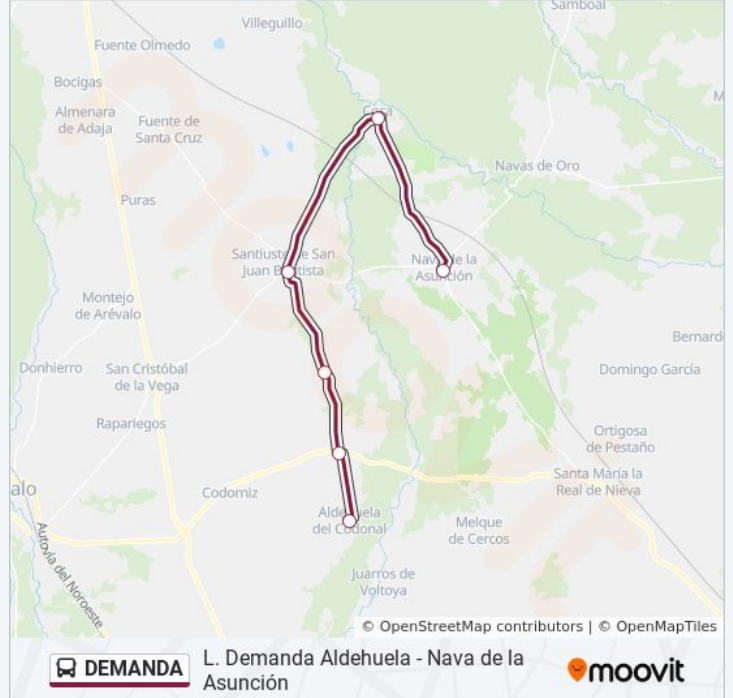 Samboal
Villeguillo
Fuente Olmedo
Bocigas
Almenara
de Adaja
Coca
Fuente de
Santa Cruz
Navas de Oro
Puras
Santiuste de San
Juan Bautista
Nava de la
Asunción
Montejo
de Arévalo
Bernard
Donhierro
San Cristóbal
de la Vega
Domingo García
Rapariegos
Ortigosa
de Pestaño
Santa María la
Real de Nieva
alo
Codorniz
Aldehuela
del Codonal
Melque
de Cercos
Autovía del Noroeste
Juarros de
Voltoya
© OpenStreetMap contributors | © OpenMapTiles
DEMANDA
L. Demanda Aldehuela - Nava de la
Asunción
moovit